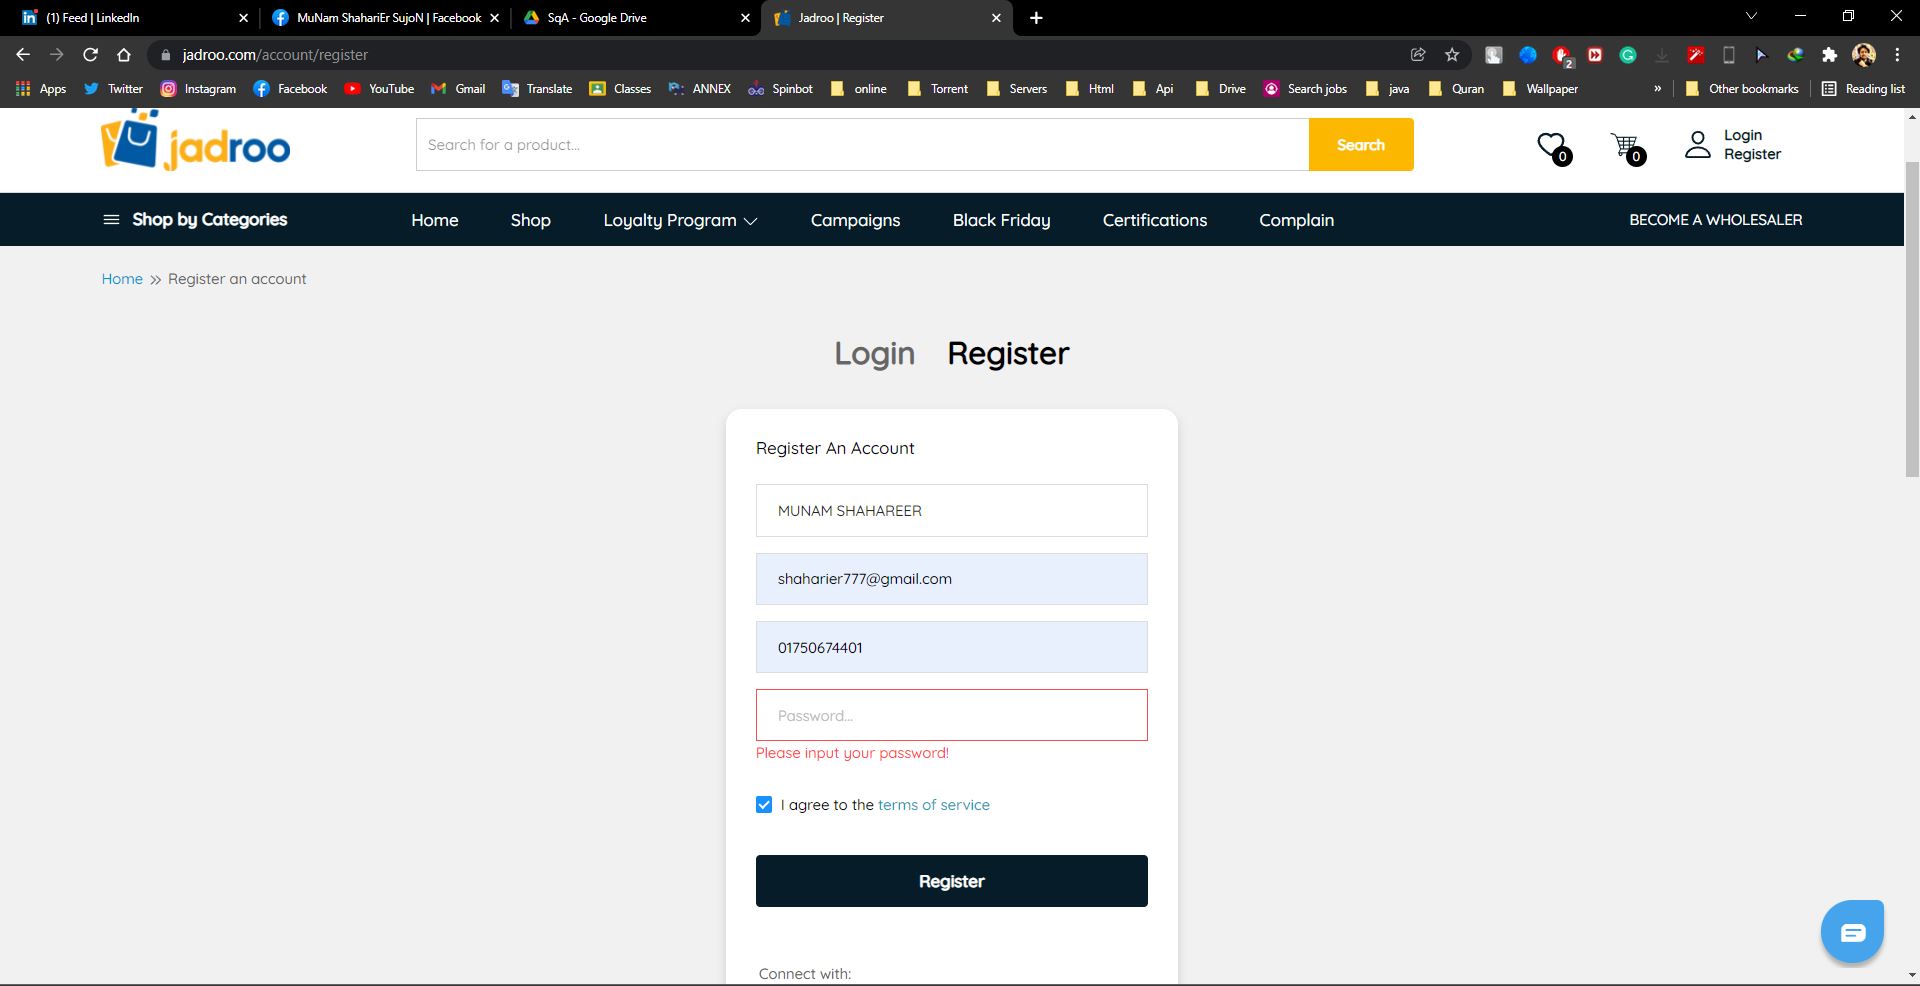 (1) Feed | LinkedIn
MuNam ShahariEr SujoN | Facebook
SqA - Google Drive
Jadroo | Register
jadroo.com/account/register
2
Apps Twitter Instagram Facebook YouTube Gmail Translate Classes ANNEX Spinbot online Torrent Servers Html Api Drive Search jobs java Quran Wallpaper » Other bookmarks Reading list
jadroo
Search for a product...
Search
0
0
Login
Register
Shop by Categories
Home Shop Loyalty Program Campaigns Black Friday Certifications Complain BECOME A WHOLESALER
Home » Register an account
Login Register
Register An Account
MUNAM SHAHAREER
shaharier777@gmail.com
01750674401
Password...
Please input your password!
I agree to the terms of service
Register
Connect with: